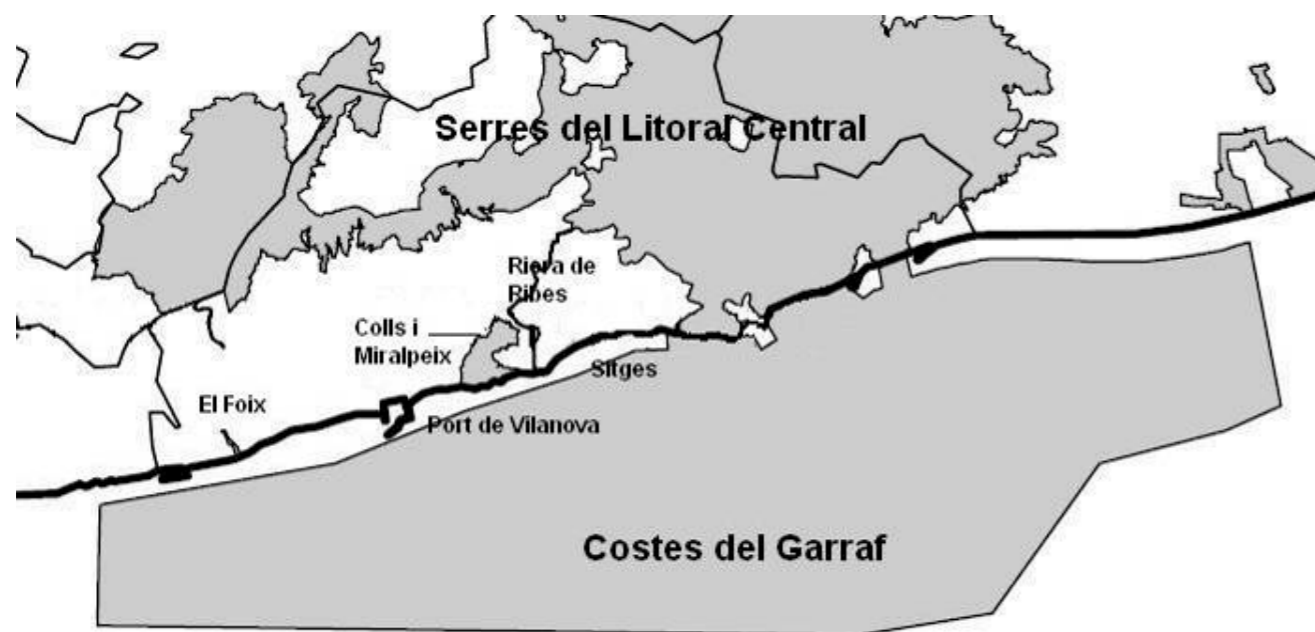 Serres del Litoral Central
Riera de
Ribes
Colls i
Miralpeix
Sitges
El Foix
Port de Vilanova
Costes del Garraf